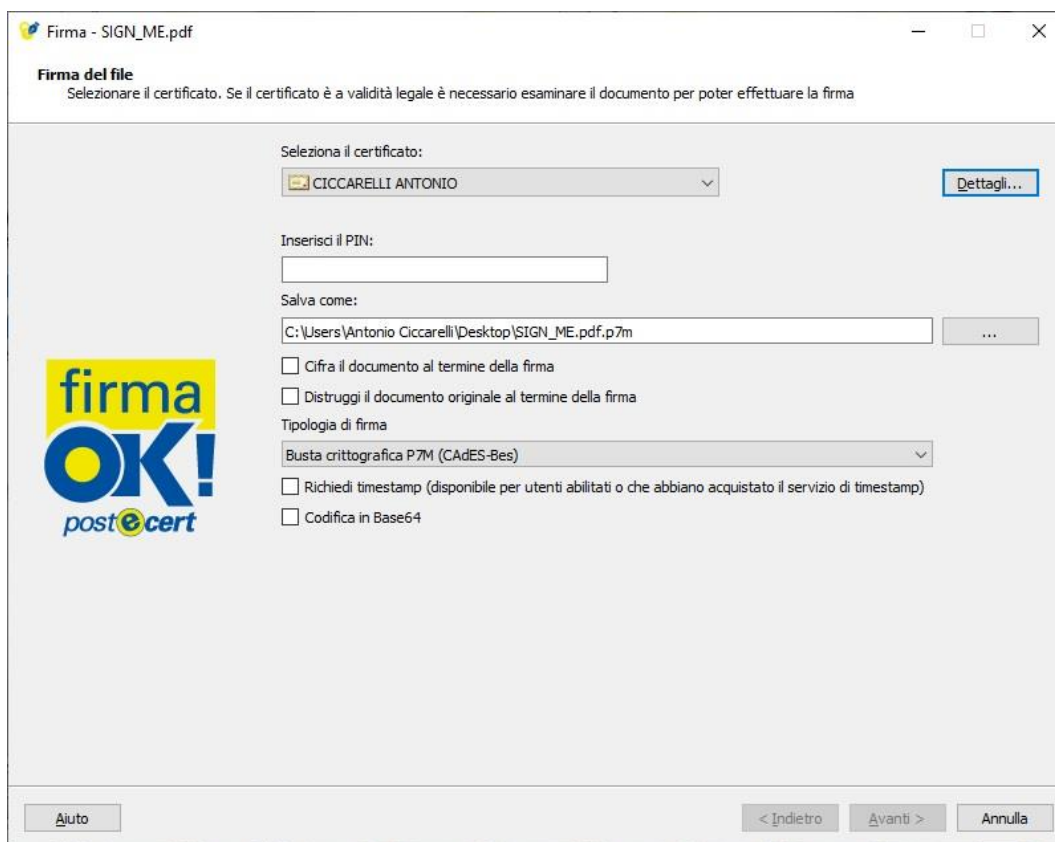 Firma - SIGN_ME.pdf
Firma del file
Selezionare il certificato. Se il certificato è a validità legale è necessario esaminare il documento per poter effettuare la firma
Seleziona il certificato:
CICCARELLI ANTONIO
Dettagli...
Inserisci il PIN:
Salva come:
C:\Users\Antonio Ciccarelli\Desktop\SIGN_ME.pdf.p7m
...
Cifra il documento al termine della firma
Distruggi il documento originale al termine della firma
Tipologia di firma
Busta crittografica P7M (CAdES-Bes)
Richiedi timestamp (disponibile per utenti abilitati o che abbiano acquistato il servizio di timestamp)
Codifica in Base64
firma
OK!
postecert
Aiuto
< Indietro
Avanti >
Annulla